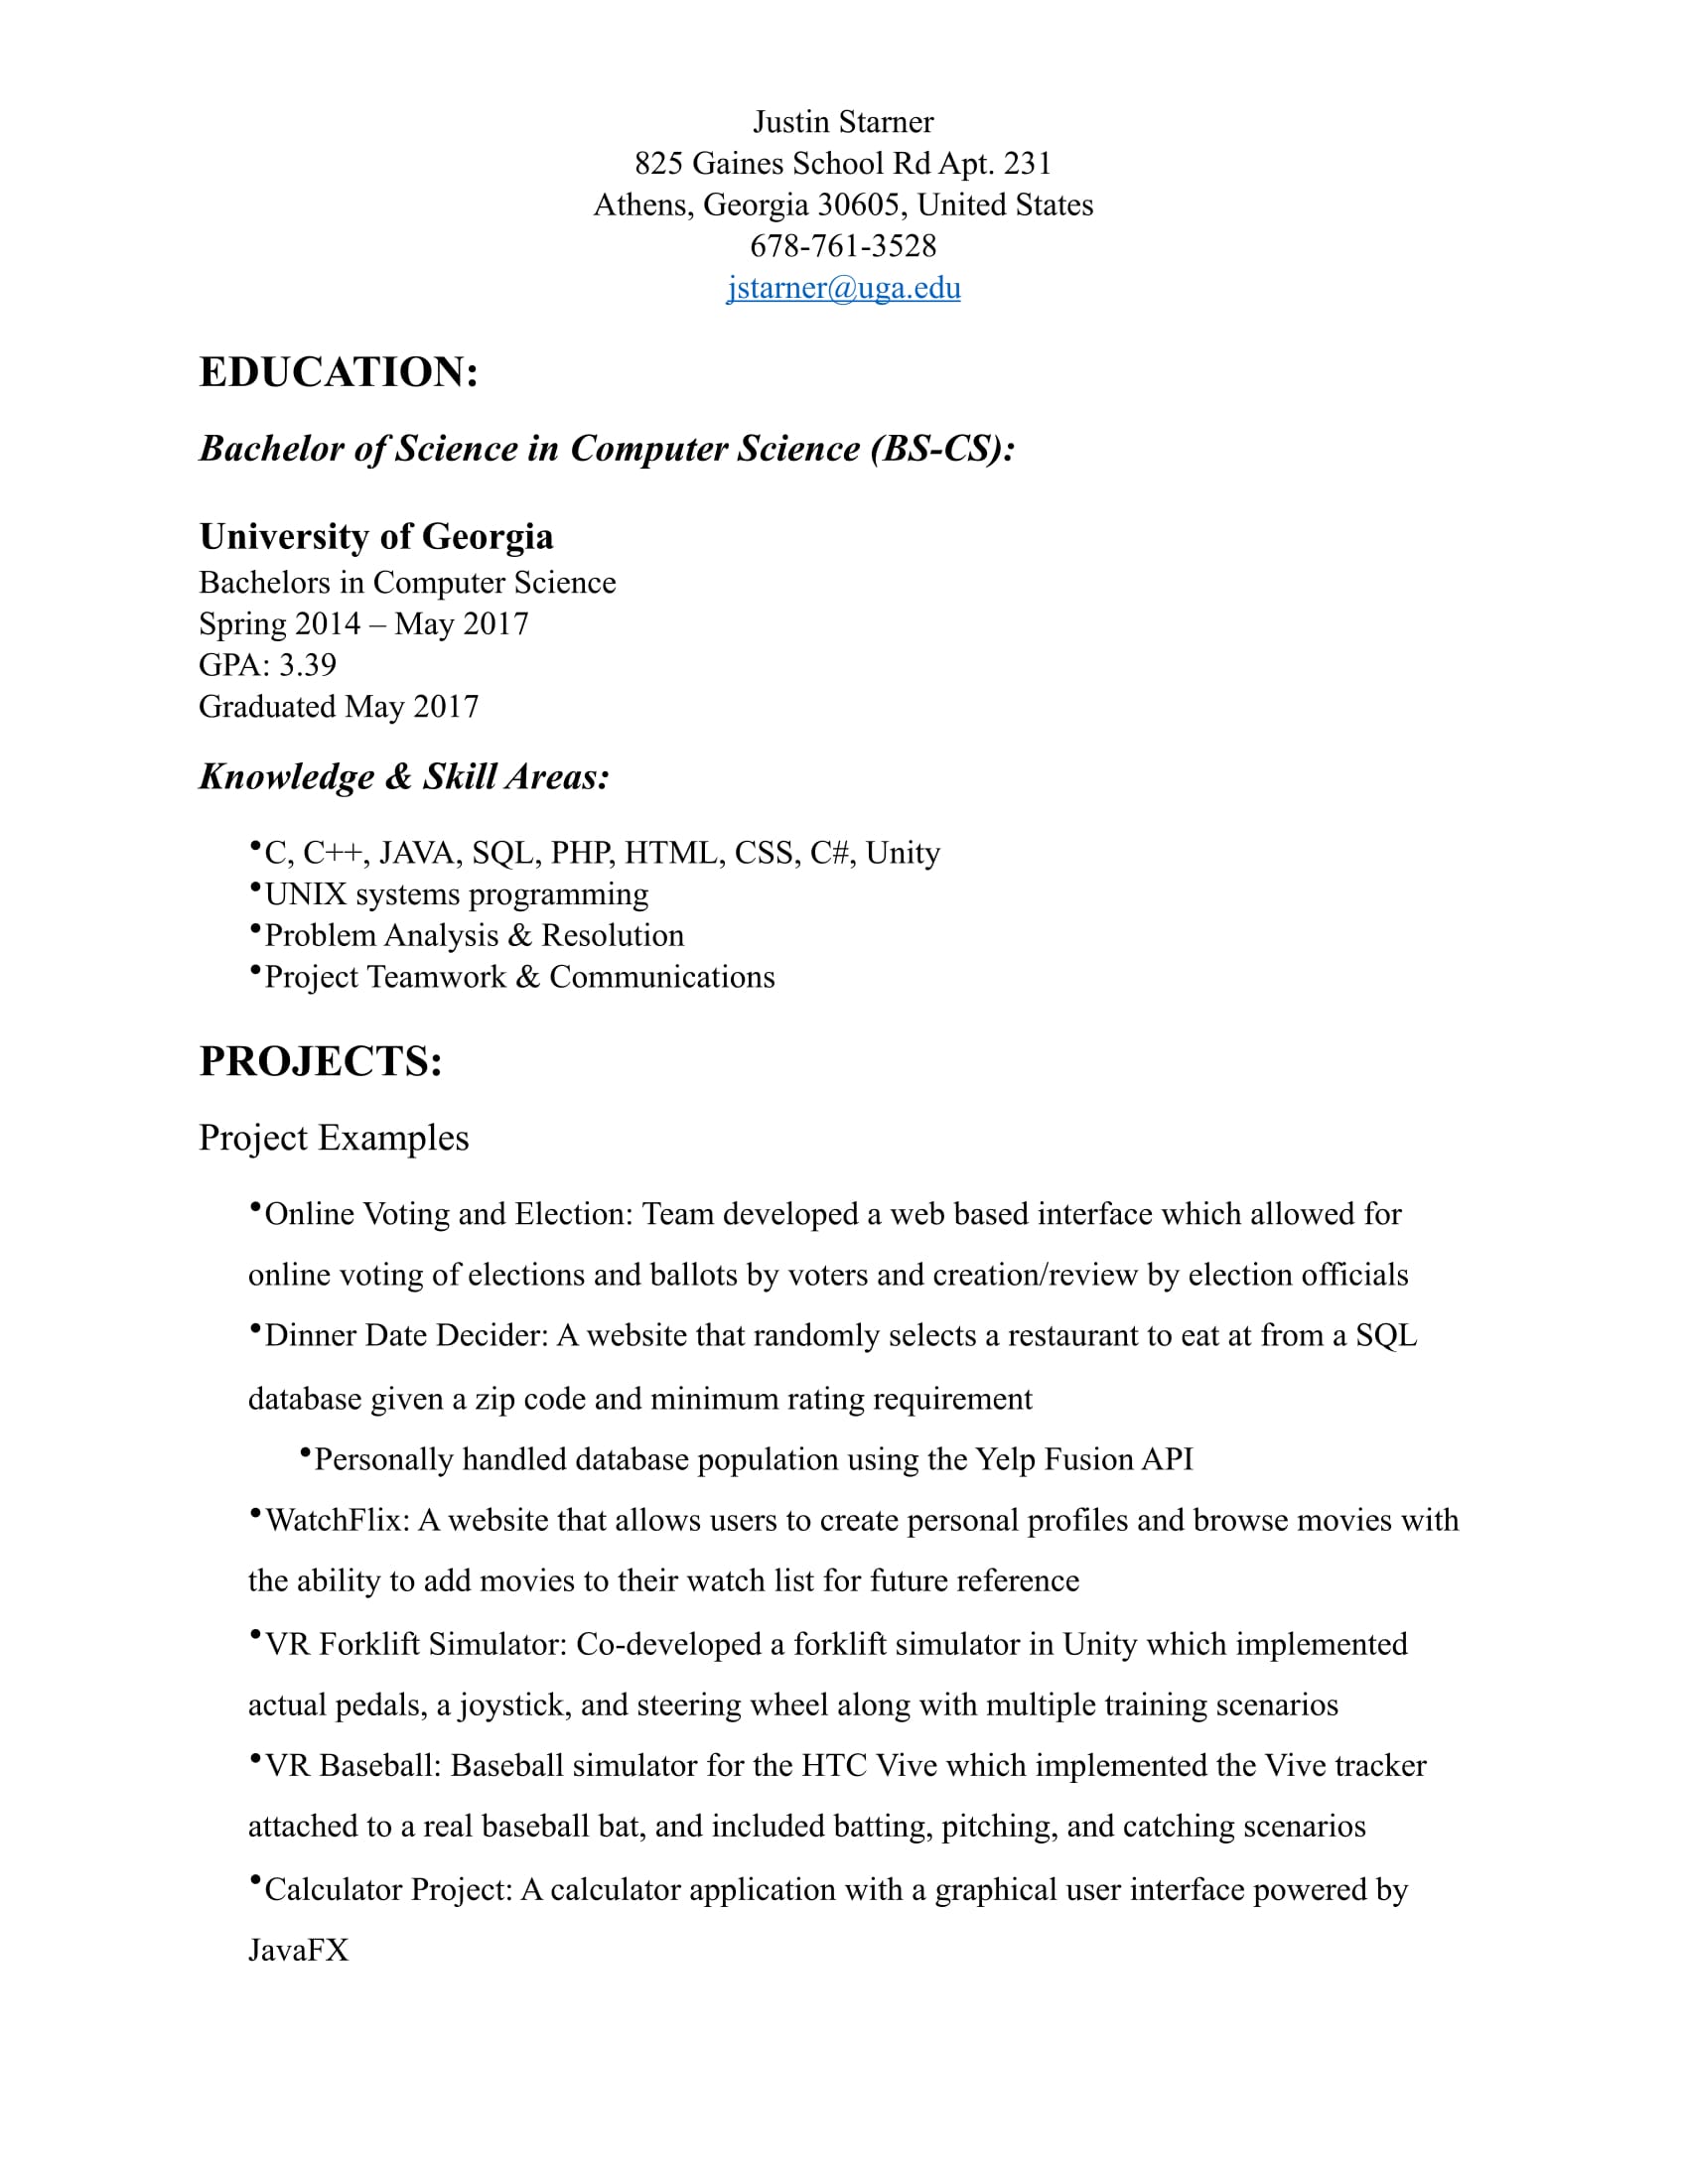 Justin Starner
825 Gaines School Rd Apt. 231
Athens, Georgia 30605, United States
678-761-3528
jstarner@uga.edu
EDUCATION:
Bachelor of Science in Computer Science (BS-CS):
University of Georgia
Bachelors in Computer Science
Spring 2014 – May 2017
GPA: 3.39
Graduated May 2017
Knowledge & Skill Areas:
•C, C++, JAVA, SQL, PHP, HTML, CSS, C#, Unity
•UNIX systems programming
•Problem Analysis & Resolution
•Project Teamwork & Communications
PROJECTS:
Project Examples
•Online Voting and Election: Team developed a web based interface which allowed for
online voting of elections and ballots by voters and creation/review by election officials
•Dinner Date Decider: A website that randomly selects a restaurant to eat at from a SQL
database given a zip code and minimum rating requirement
•Personally handled database population using the Yelp Fusion API
•WatchFlix: A website that allows users to create personal profiles and browse movies with
the ability to add movies to their watch list for future reference
•VR Forklift Simulator: Co-developed a forklift simulator in Unity which implemented
actual pedals, a joystick, and steering wheel along with multiple training scenarios
•VR Baseball: Baseball simulator for the HTC Vive which implemented the Vive tracker
attached to a real baseball bat, and included batting, pitching, and catching scenarios
•Calculator Project: A calculator application with a graphical user interface powered by
JavaFX